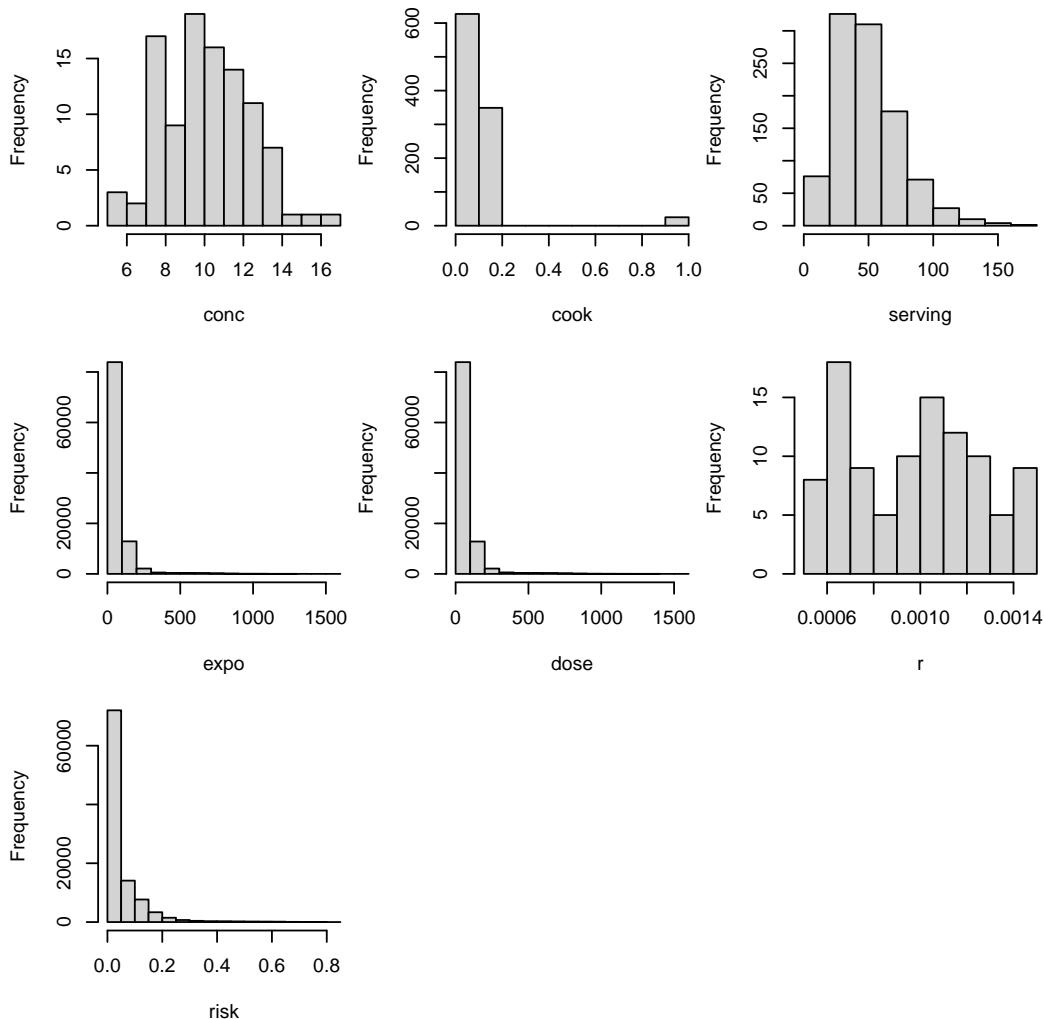 Frequency
0 5 10 15
6 8 10 12 14 16
conc
Frequency
0 200 400 600
0.0 0.2 0.4 0.6 0.8 1.0
cook
Frequency
0 50 150 250
0 50 100 150
serving
Frequency
0 20000 60000
0 500 1000 1500
expo
Frequency
0 20000 60000
0 500 1000 1500
dose
Frequency
0 5 10 15
0.0006 0.0010 0.0014
r
Frequency
0 20000 60000
0.0 0.2 0.4 0.6 0.8
risk